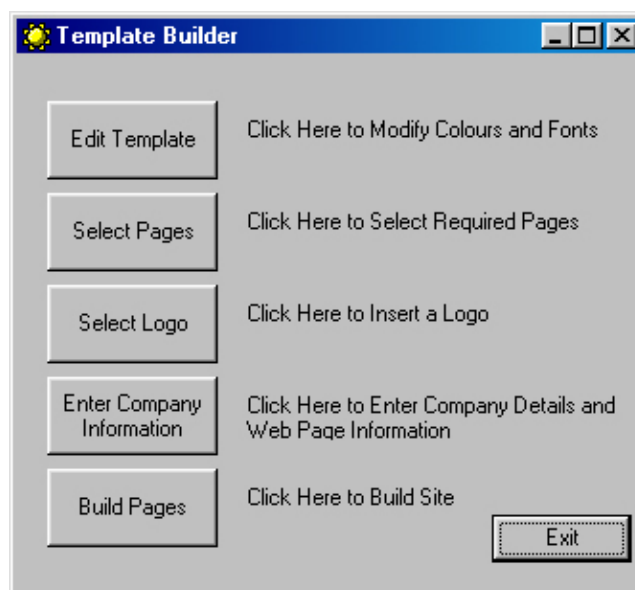 Template Builder
Edit Template
Click Here to Modify Colours and Fonts
Select Pages
Click Here to Select Required Pages
Select Logo
Click Here to Insert a Logo
Enter Company
Information
Click Here to Enter Company Details and
Web Page Information
Build Pages
Click Here to Build Site
Exit